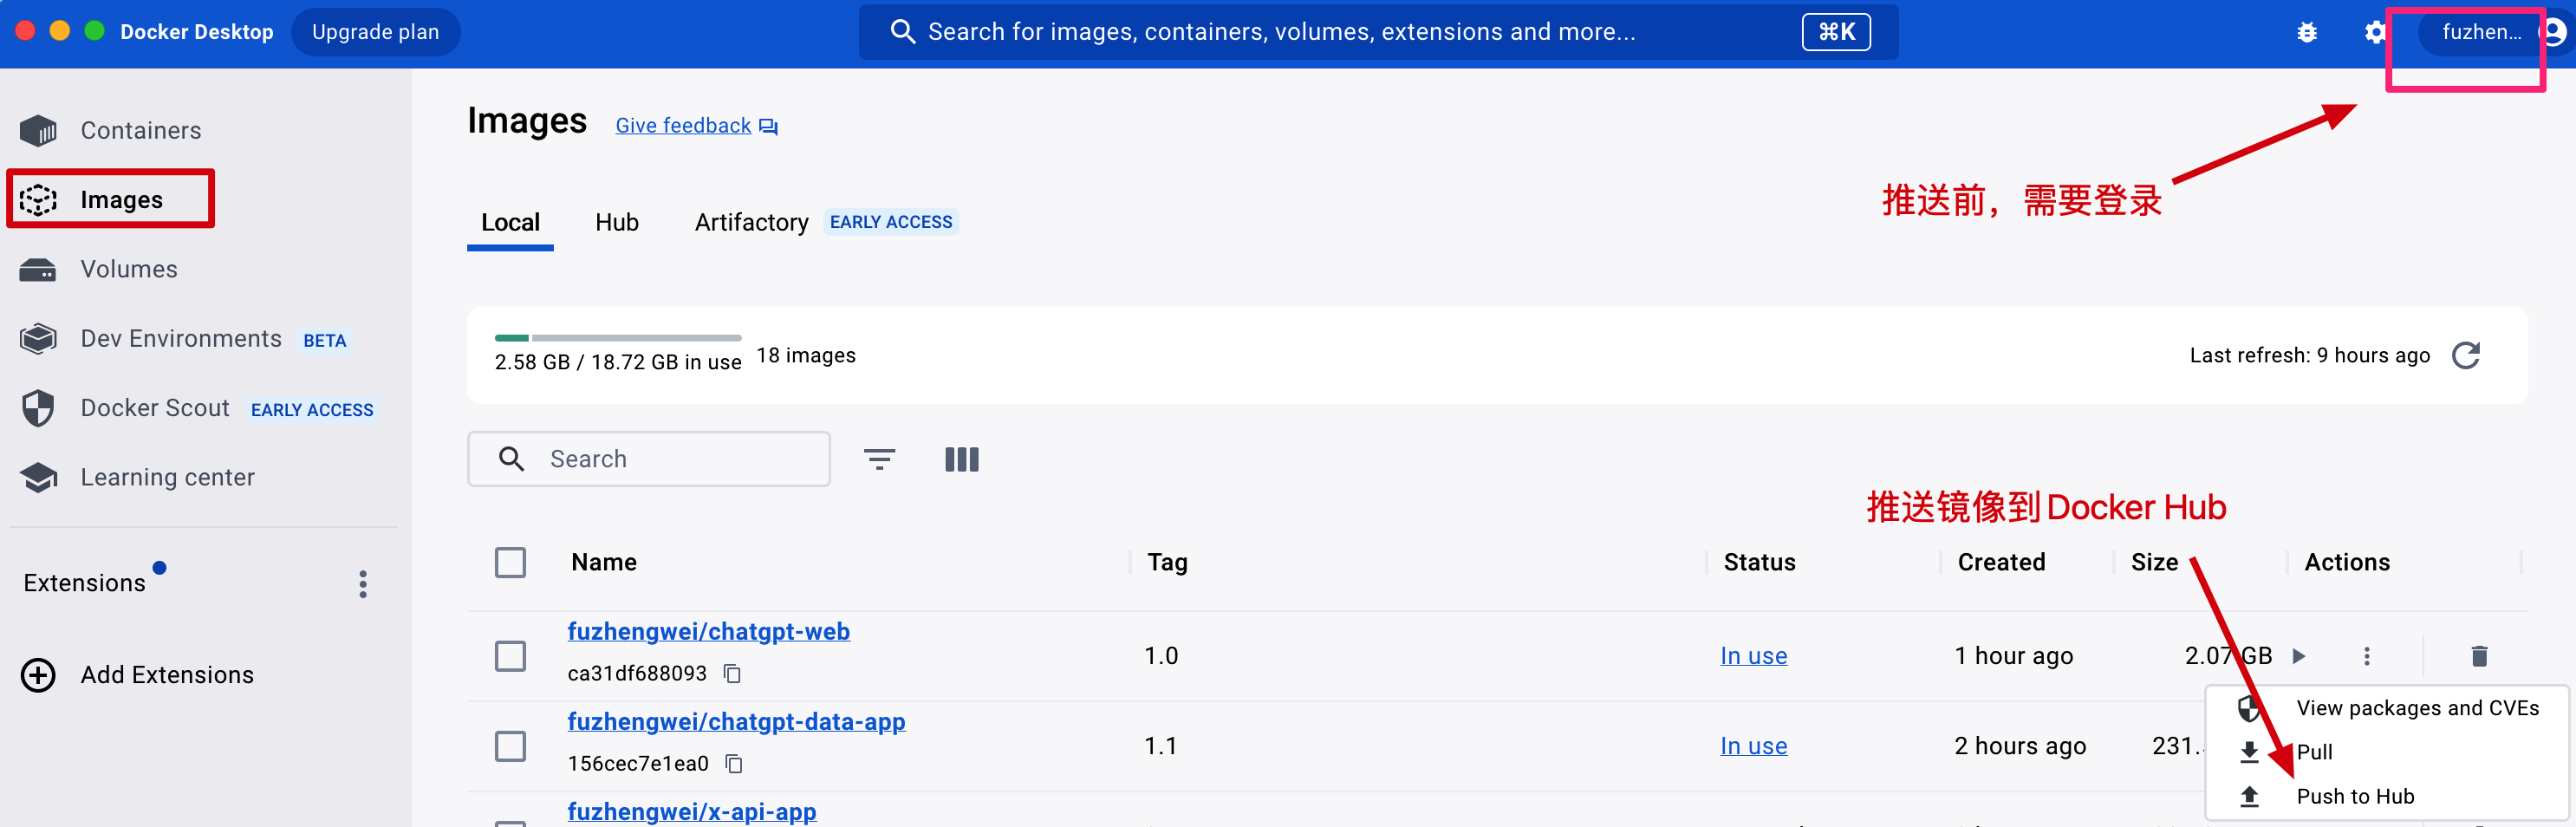 Docker Desktop
Upgrade plan
Search for images, containers, volumes, extensions and more...
⌘K
fuzhen...
Containers
Images
Volumes
Dev Environments BETA
Docker Scout EARLY ACCESS
Learning center
Extensions
Add Extensions
Images
Give feedback
推送前，需要登录
Local
Hub
Artifactory EARLY ACCESS
2.58 GB / 18.72 GB in use
18 images
Last refresh: 9 hours ago
Search
推送镜像到Docker Hub
Name
Tag
Status
Created
Size
Actions
fuzhengwei/chatgpt-web
ca31df688093
1.0
In use
1 hour ago
2.07 GB
fuzhengwei/chatgpt-data-app
156cec7e1ea0
1.1
In use
2 hours ago
231.
View packages and CVEs
Pull
Push to Hub
fuzhengwei/x-api-app